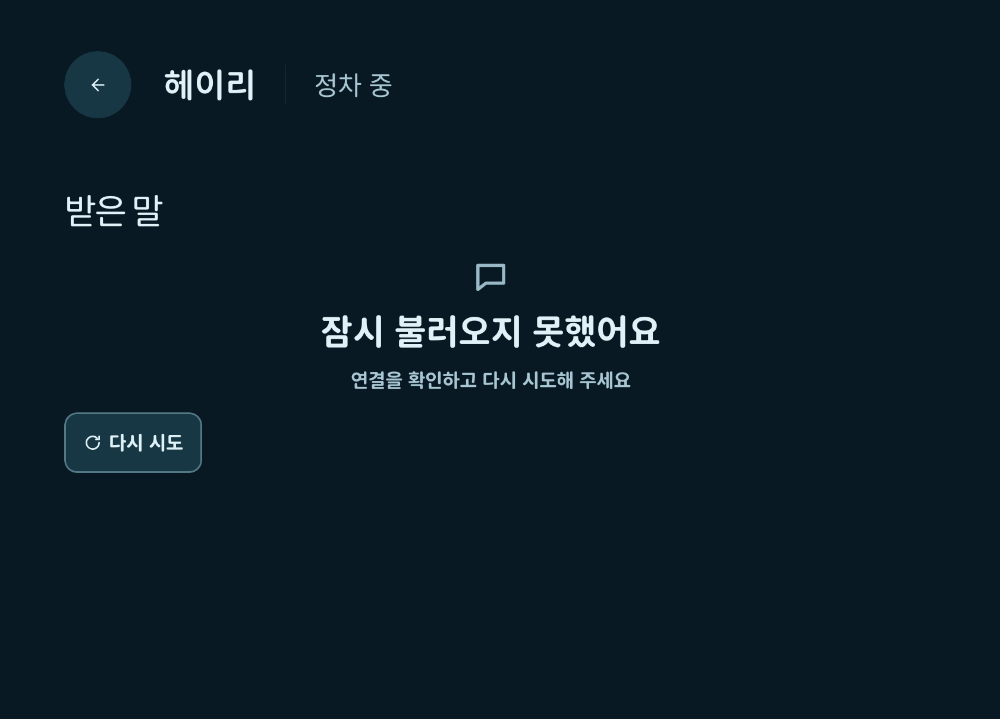 헤이리 정차 중
받은 말
잠시 불러오지 못했어요
연결을 확인하고 다시 시도해 주세요
다시 시도